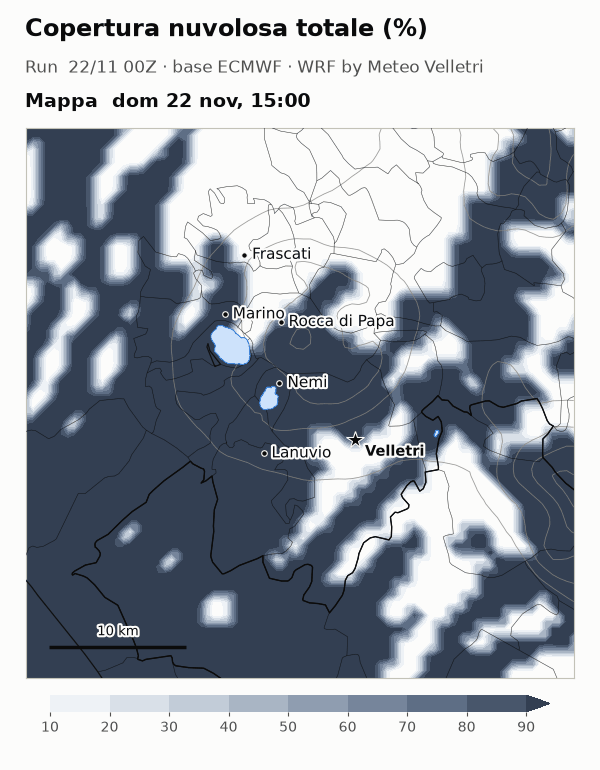 Copertura nuvolosa totale (%)
Run  22/11 00Z · base ECMWF · WRF by Meteo Velletri
Mappa  dom 22 nov, 15:00
Frascati
Marino
Rocca di Papa
Nemi
Lanuvio
Velletri
10 km
10 20 30 40 50 60 70 80 90